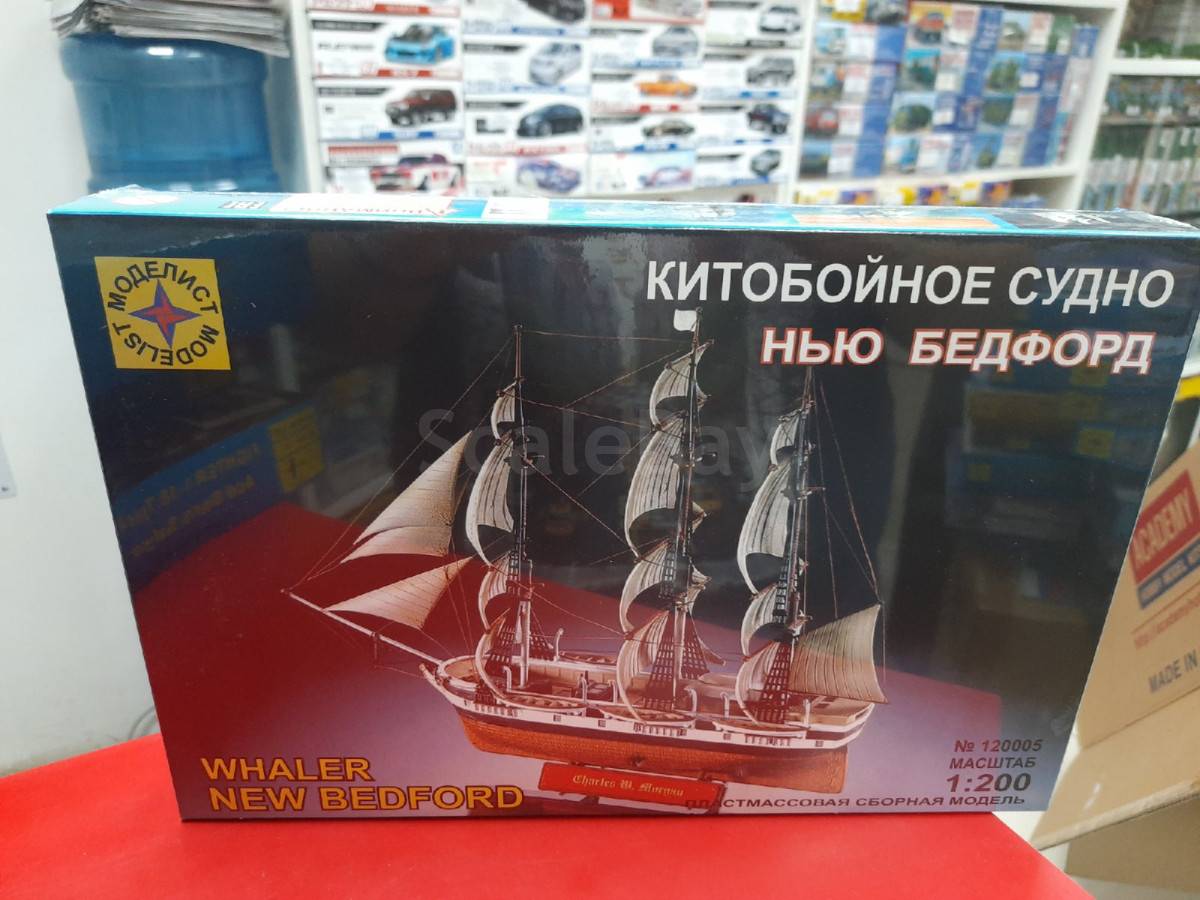 МОДЕЛИСТ
MODELIST
КИТОБОЙНОЕ СУДНО
НЬЮ БЕДФОРД
ScaleBay
WHALER
NEW BEDFORD
Charles W. Morgan
№ 120005
МАСШТАБ
1:200
ПЛАСТМАССОВАЯ СБОРНАЯ МОДЕЛЬ
ACADEMY
MADE IN